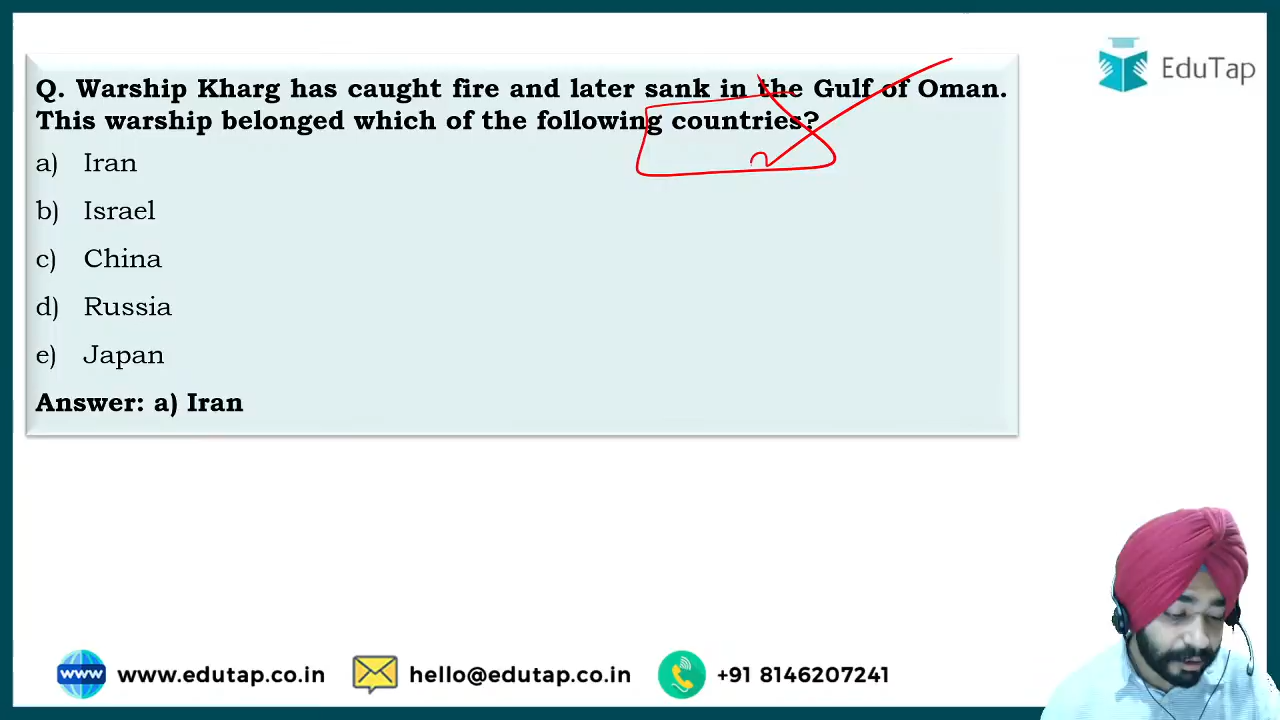 EduTap
Q. Warship Kharg has caught fire and later sank in the Gulf of Oman.
This warship belonged which of the following countries?
a) Iran
b) Israel
c) China
d) Russia
e) Japan
Answer: a) Iran
www www.edutap.co.in hello@edutap.co.in +91 8146207241